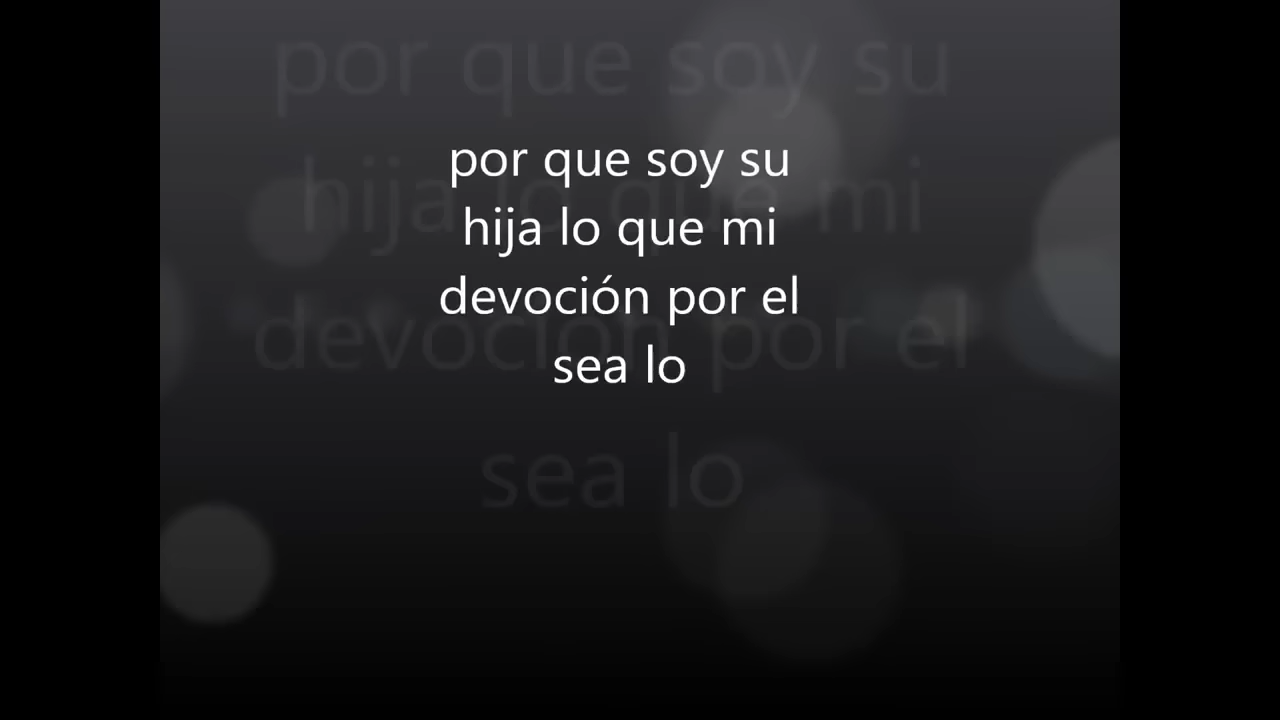 por que soy su
hija lo que mi
devoción por el
sea lo